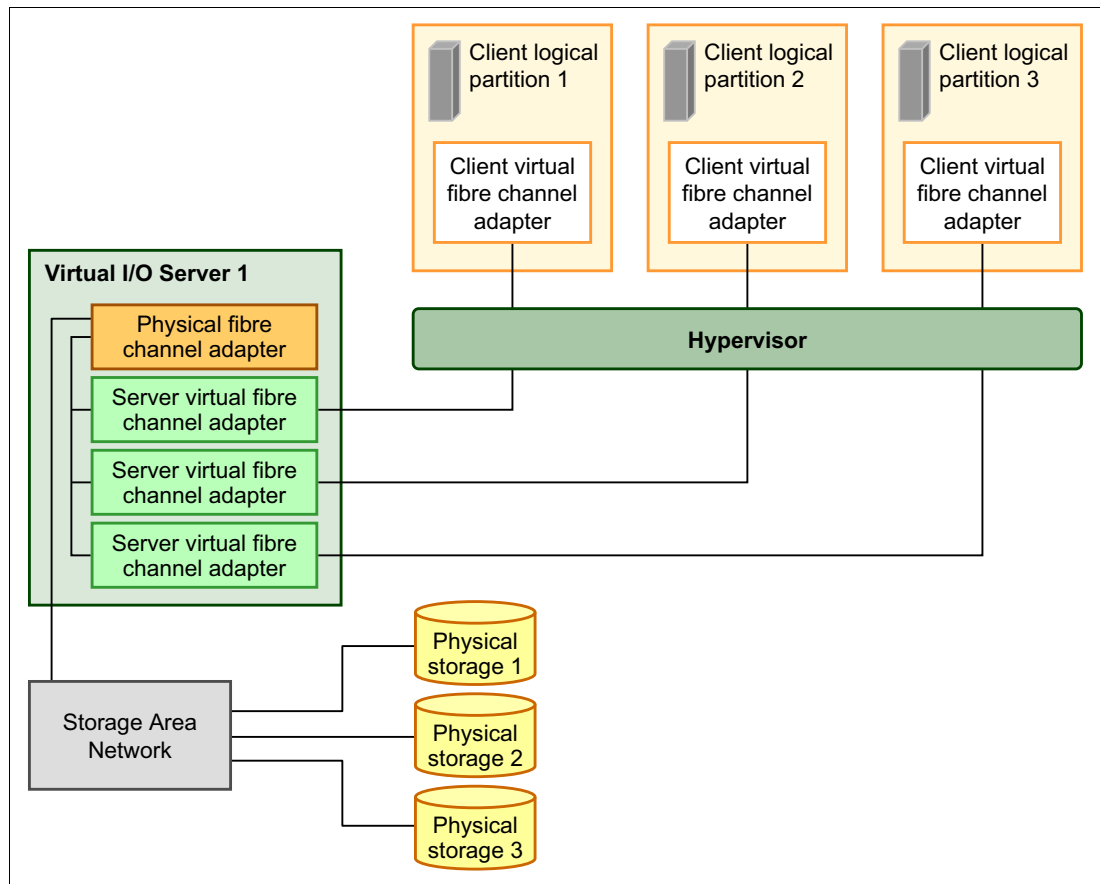 Client logical
partition 1
Client logical
partition 2
Client logical
partition 3
Client virtual
fibre channel
adapter
Client virtual
fibre channel
adapter
Client virtual
fibre channel
adapter
Virtual I/O Server 1
Physical fibre
channel adapter
Hypervisor
Server virtual fibre
channel adapter
Server virtual fibre
channel adapter
Server virtual fibre
channel adapter
Physical
storage 1
Storage Area
Network
Physical
storage 2
Physical
storage 3